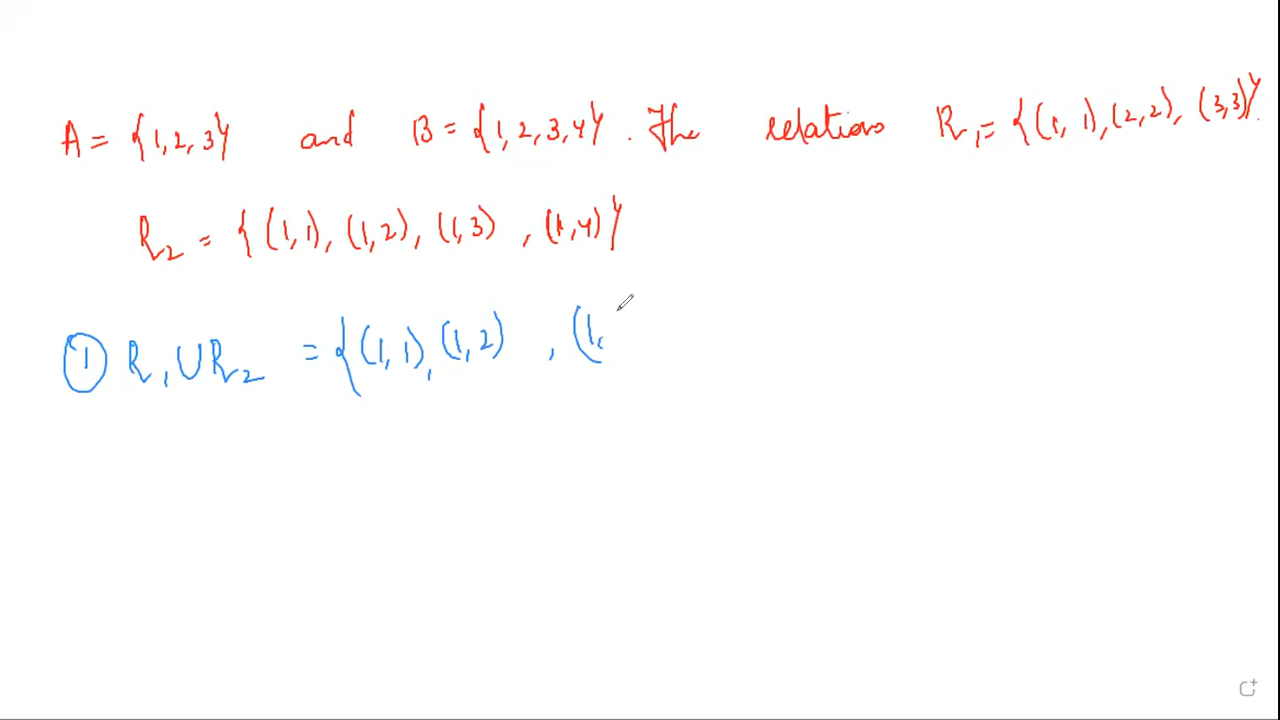 A = {1, 2, 3} and B = {1, 2, 3, 4}. The relations R₁ = {(1, 1), (2, 2), (3, 3)}.
R₂ = {(1, 1), (1, 2), (1, 3), (1, 4)}
① R₁ ∪ R₂ = {(1, 1), (1, 2), (1,